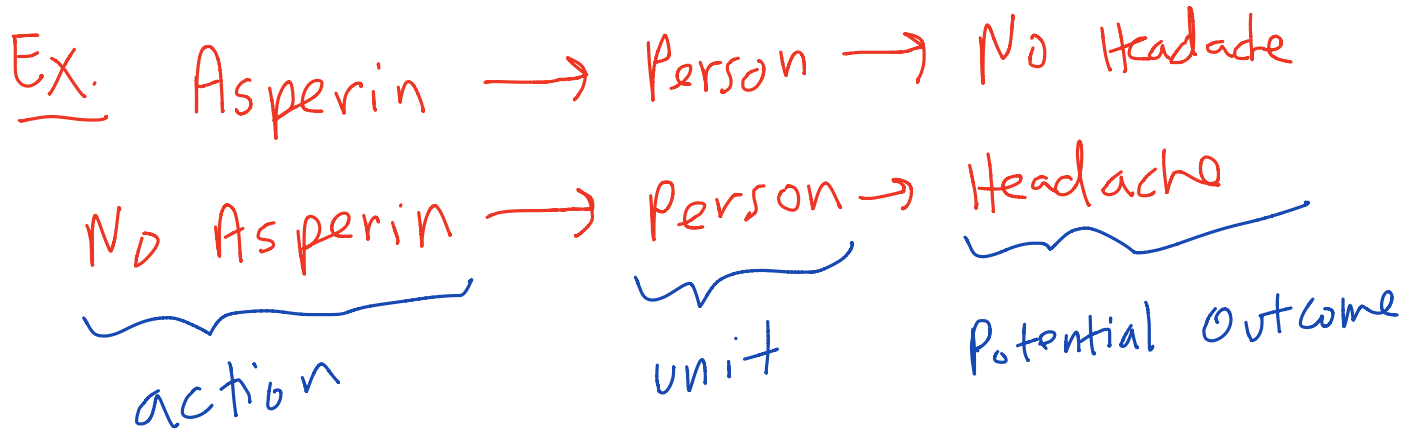 Ex. Asperin → Person → No Headache
No Asperin → Person → Headache
action unit Potential Outcome